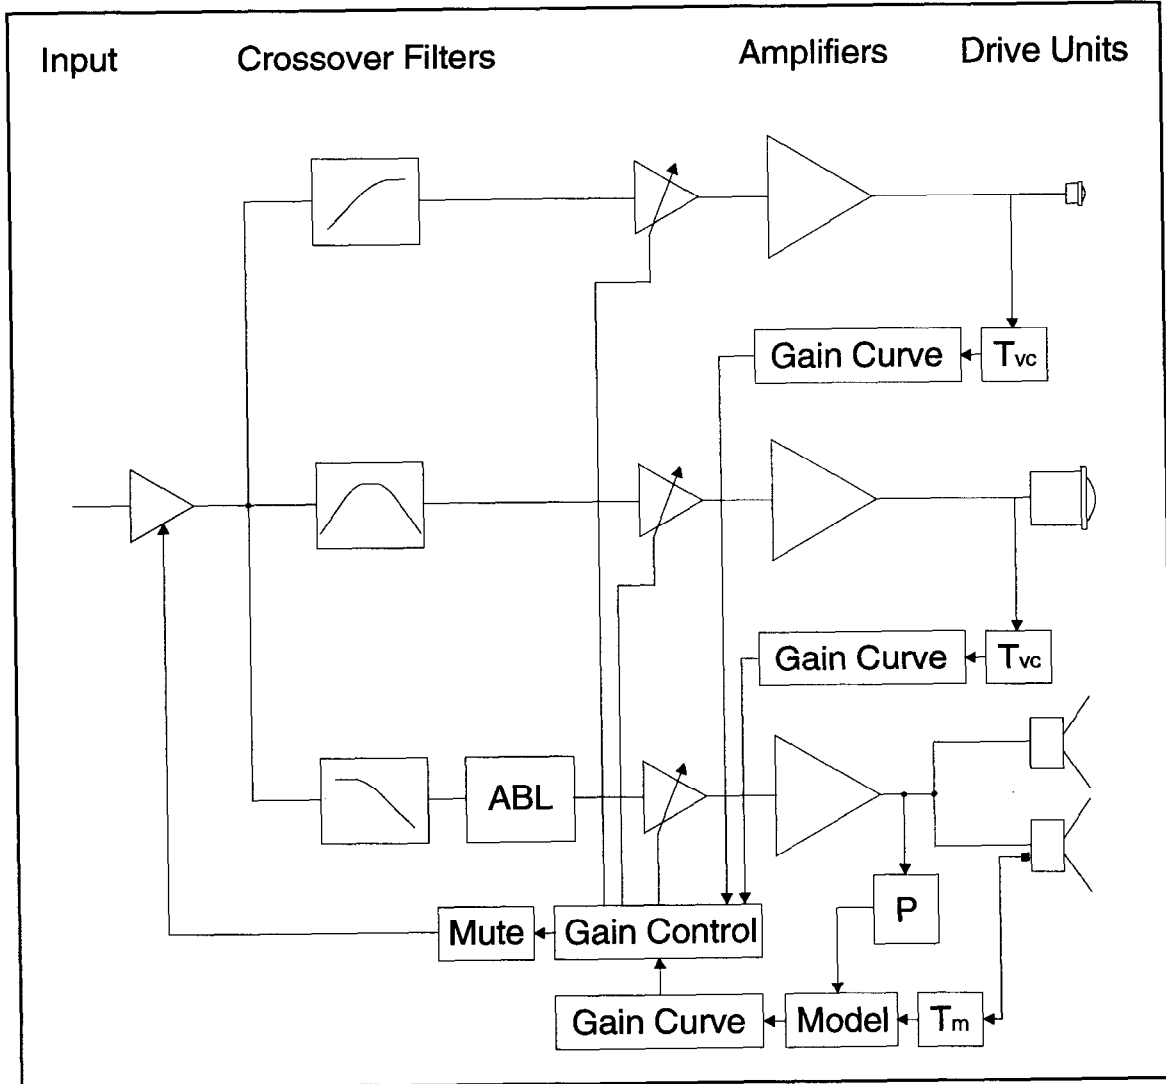 Input Crossover Filters Amplifiers Drive Units
Gain Curve Tvc
Gain Curve Tvc
ABL
P
Mute Gain Control
Gain Curve Model Tm